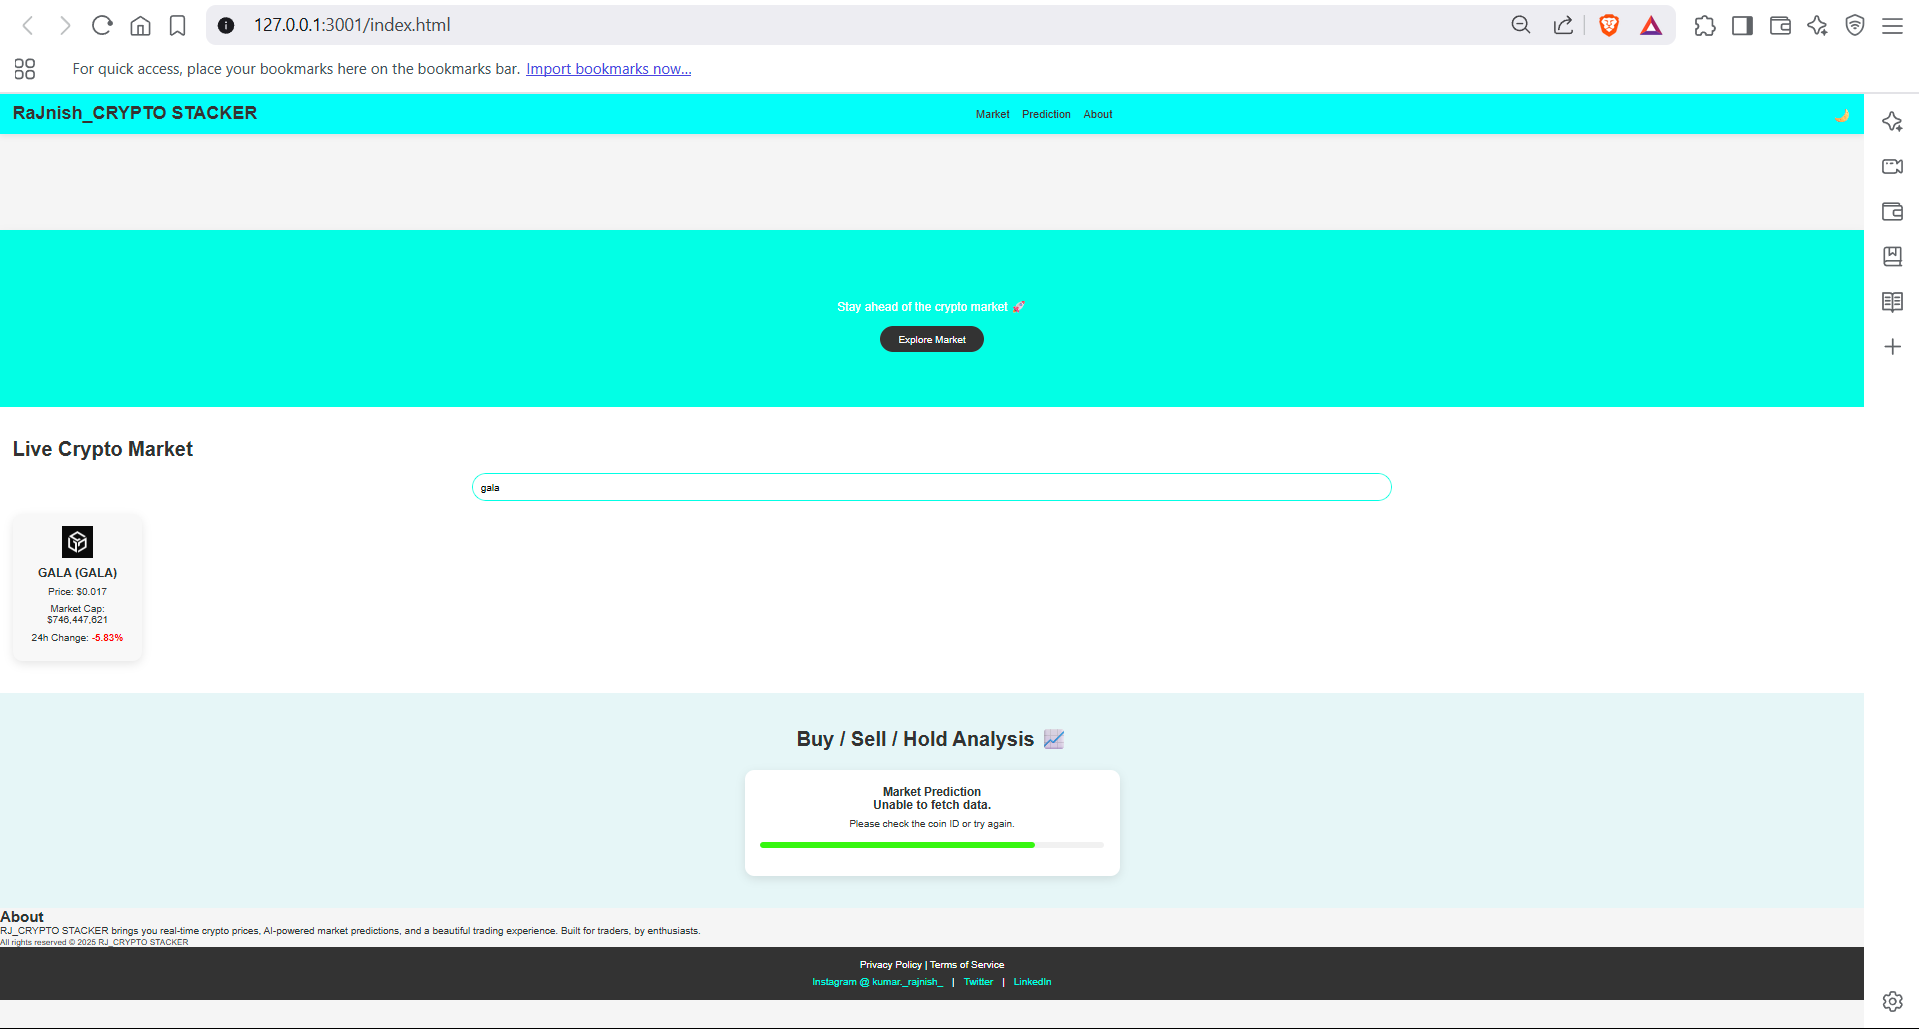 127.0.0.1:3001/index.html
For quick access, place your bookmarks here on the bookmarks bar. Import bookmarks now...
RaJnish_CRYPTO STACKER
Market Prediction About
Stay ahead of the crypto market 🚀
Explore Market
Live Crypto Market
gala
GALA (GALA)
Price: $0.017
Market Cap:
$746,447,621
24h Change: -5.83%
Buy / Sell / Hold Analysis 📈
Market Prediction
Unable to fetch data.
Please check the coin ID or try again.
About
RJ_CRYPTO STACKER brings you real-time crypto prices, AI-powered market predictions, and a beautiful trading experience. Built for traders, by enthusiasts.
All rights reserved © 2025 RJ_CRYPTO STACKER
Privacy Policy | Terms of Service
Instagram @ kumar._rajnish_ | Twitter | LinkedIn